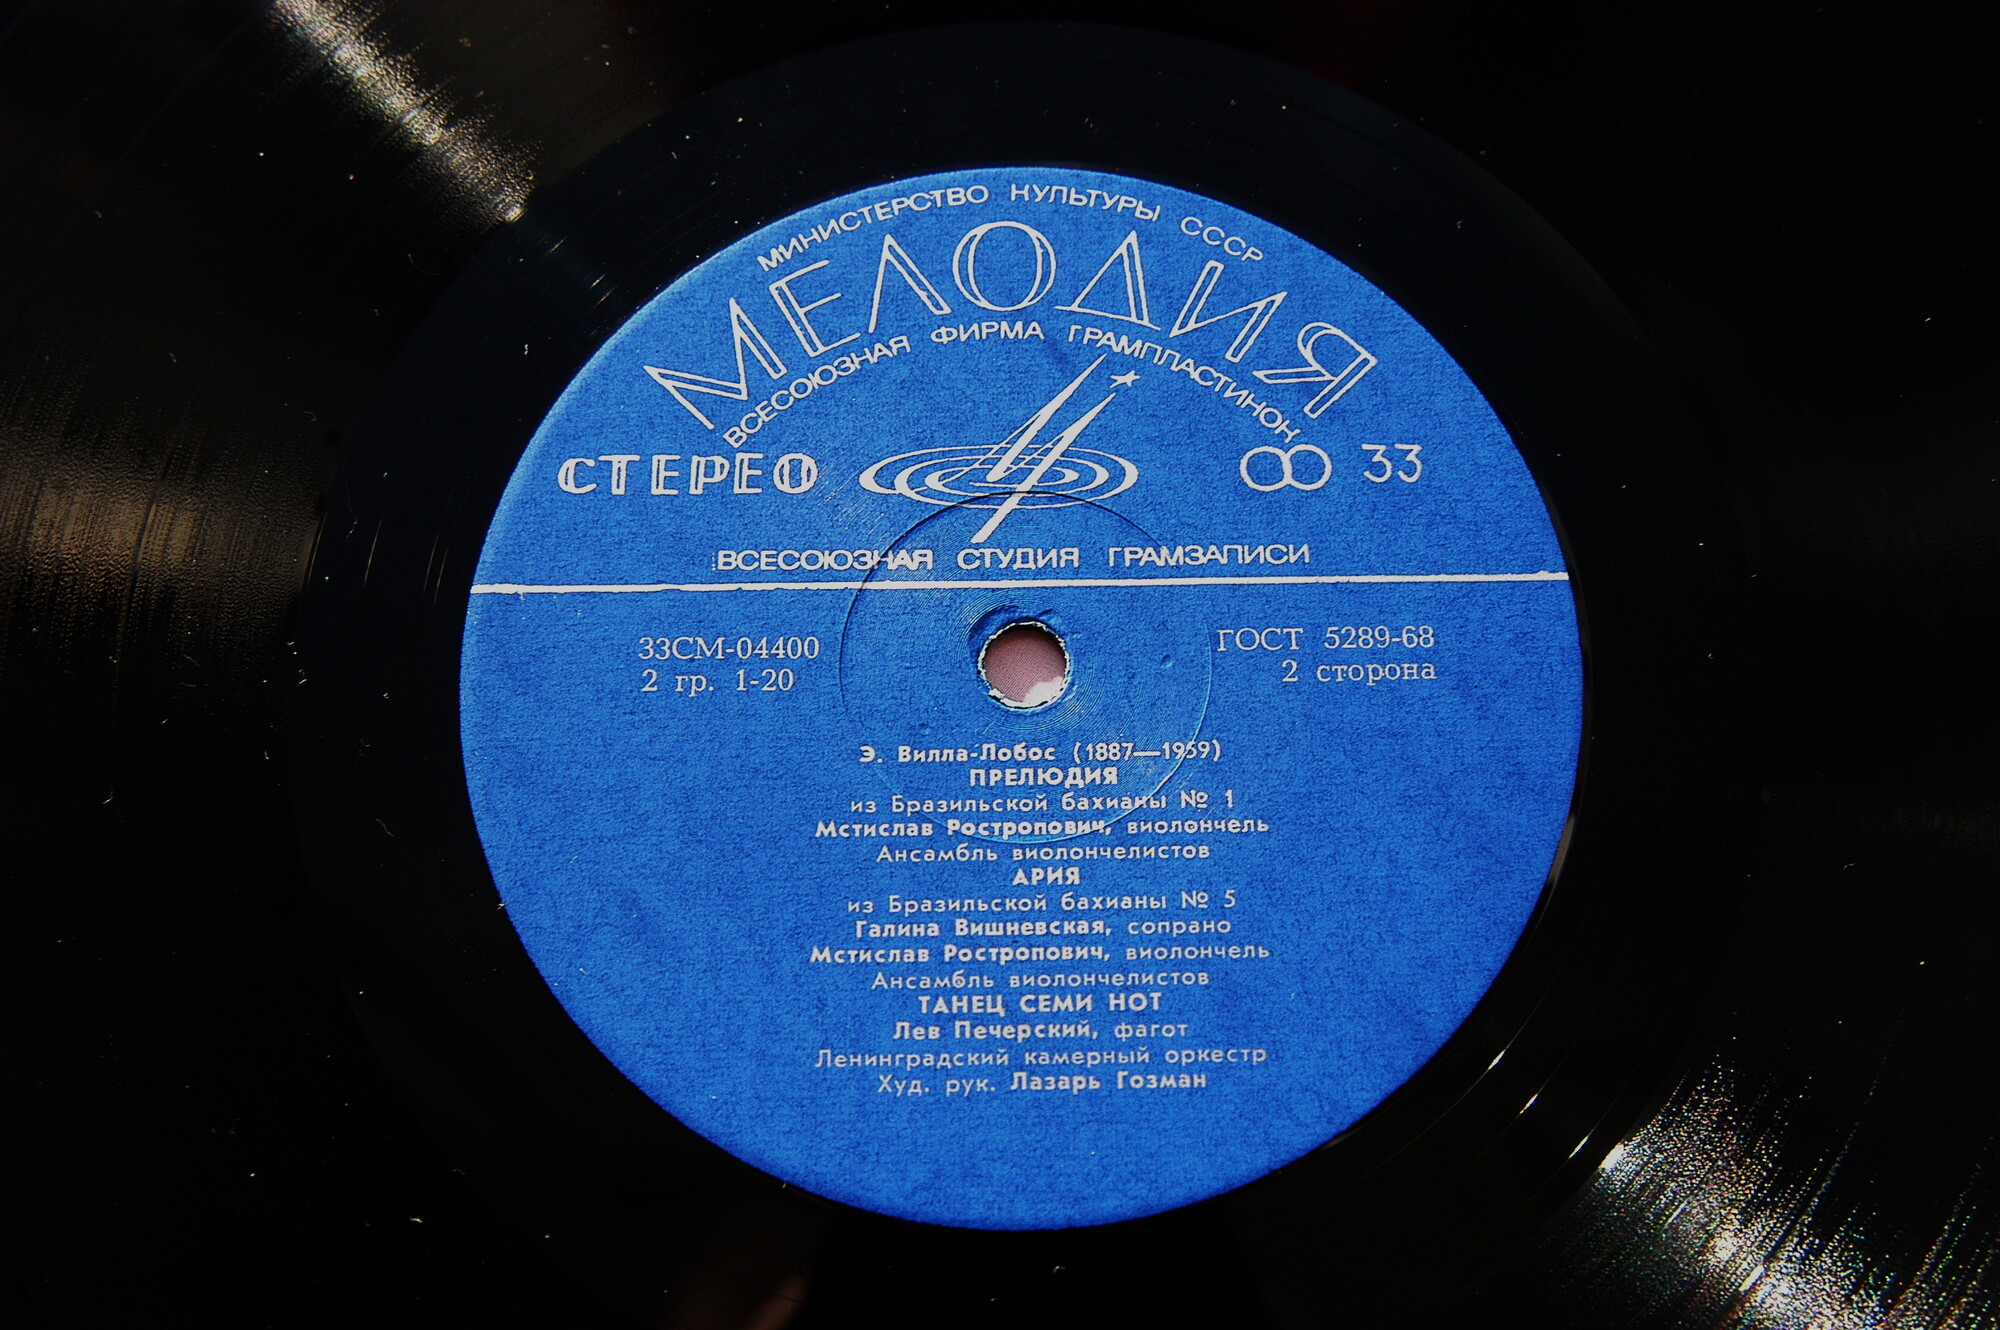 МИНИСТЕРСТВО КУЛЬТУРЫ СССР
МЕЛОДИЯ
ВСЕСОЮЗНАЯ ФИРМА ГРАМПЛАСТИНОК
СТЕРЕО
33
ВСЕСОЮЗНАЯ СТУДИЯ ГРАМЗАПИСИ
33СМ-04400
2 гр. 1-20
ГОСТ 5289-68
2 сторона
Э. Вилла-Лобос (1887—1959)
ПРЕЛЮДИЯ
из Бразильской бахианы № 1
Мстислав Ростропович, виолончель
Ансамбль виолончелистов
АРИЯ
из Бразильской бахианы № 5
Галина Вишневская, сопрано
Мстислав Ростропович, виолончель
Ансамбль виолончелистов
ТАНЕЦ СЕМИ НОТ
Лев Печерский, фагот
Ленинградский камерный оркестр
Худ. рук. Лазарь Гозман